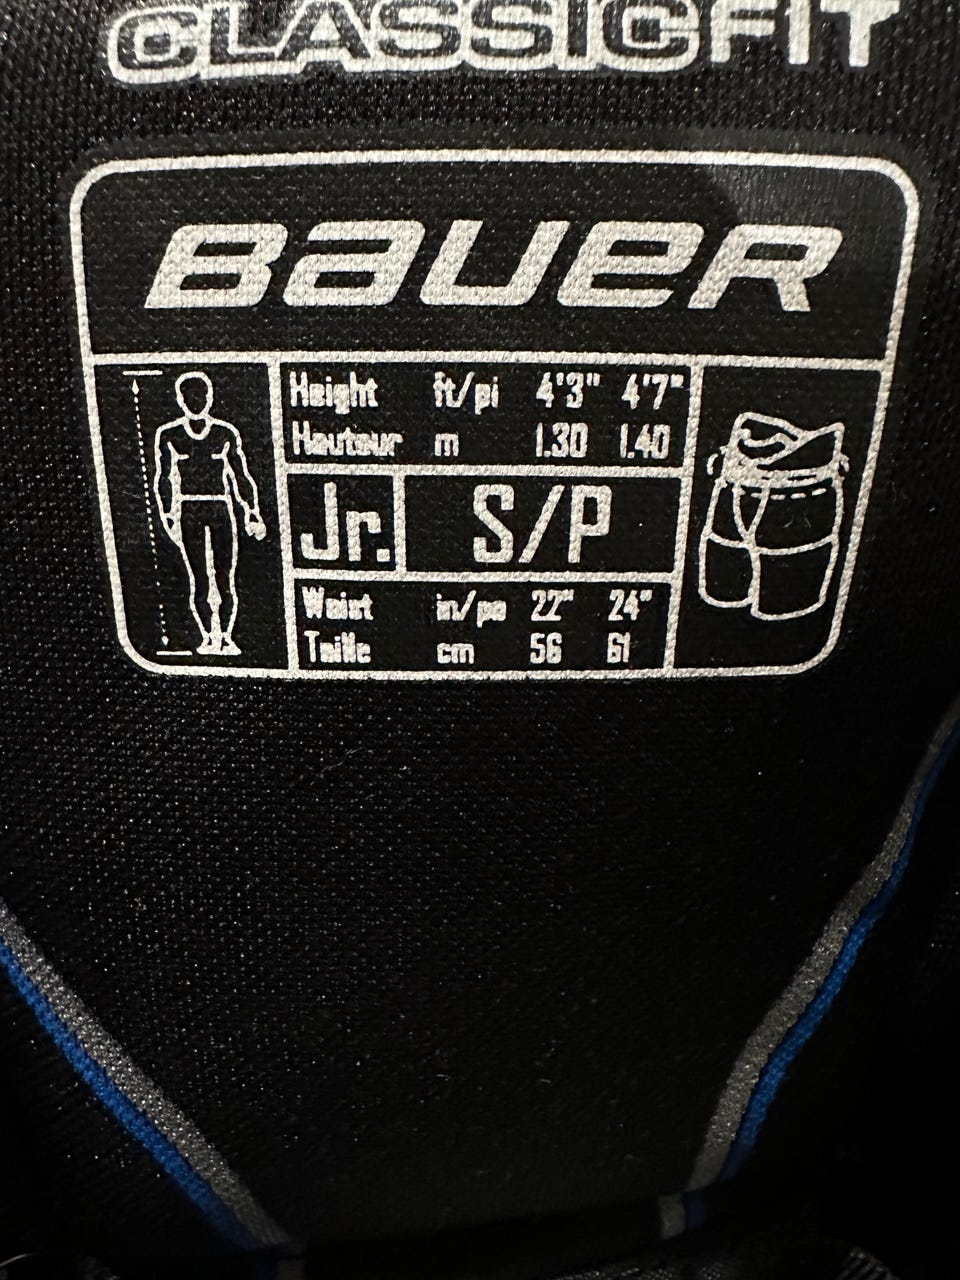 CLASSICFIT
BAUER
Height ft/pi 4'3" 4'7"
Hauteur m 1.30 1.40
Jr. S/P
Waist in/po 22" 24"
Taille cm 56 61